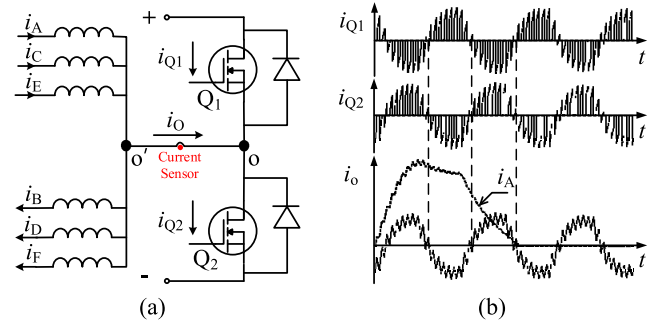 iA
iC
iE
iO
o'
Current
Sensor
o
iB
iD
iF
+
iQ1
Q1
iQ2
Q2
-
(a)
iQ1
t
iQ2
t
io
iA
t
(b)